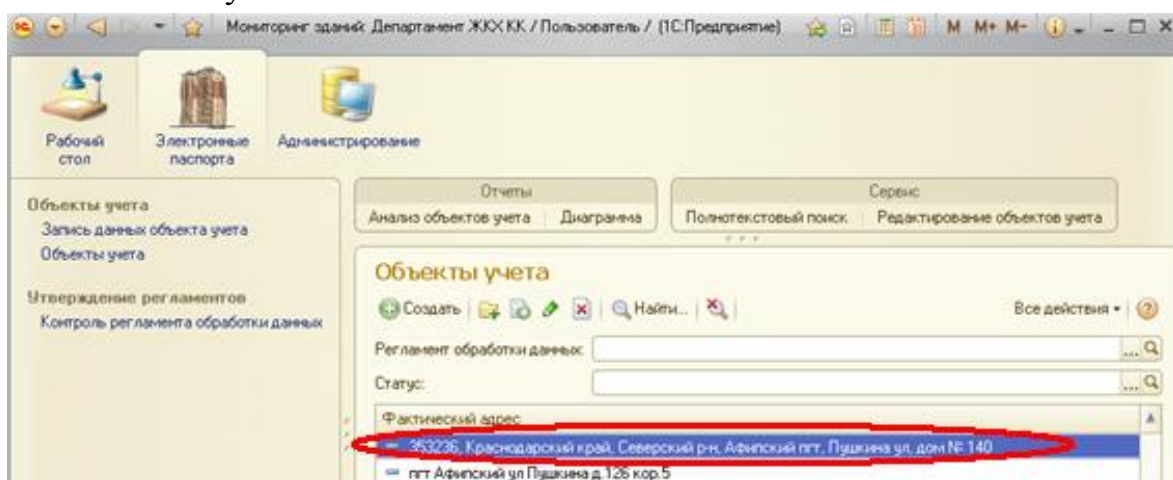 Мониторинг зданий: Департамент ЖКХ КК / Пользователь / (1С:Предприятие) M M+ M-
Рабочий стол
Электронные паспорта
Администрирование
Объекты учета
Запись данных объекта учета
Объекты учета
Утверждение регламентов
Контроль регламента обработки данных
Отчеты
Анализ объектов учета Диаграмма
Сервис
Полнотекстовый поиск Редактирование объектов учета
Объекты учета
Создать Найти... Все действия
Регламент обработки данных:
Статус:
Фактический адрес
353236, Краснодарский край, Северский р-н, Афипский пгт, Пушкина ул, дом № 140
пгт Афипский ул Пушкина д.126 кор.5